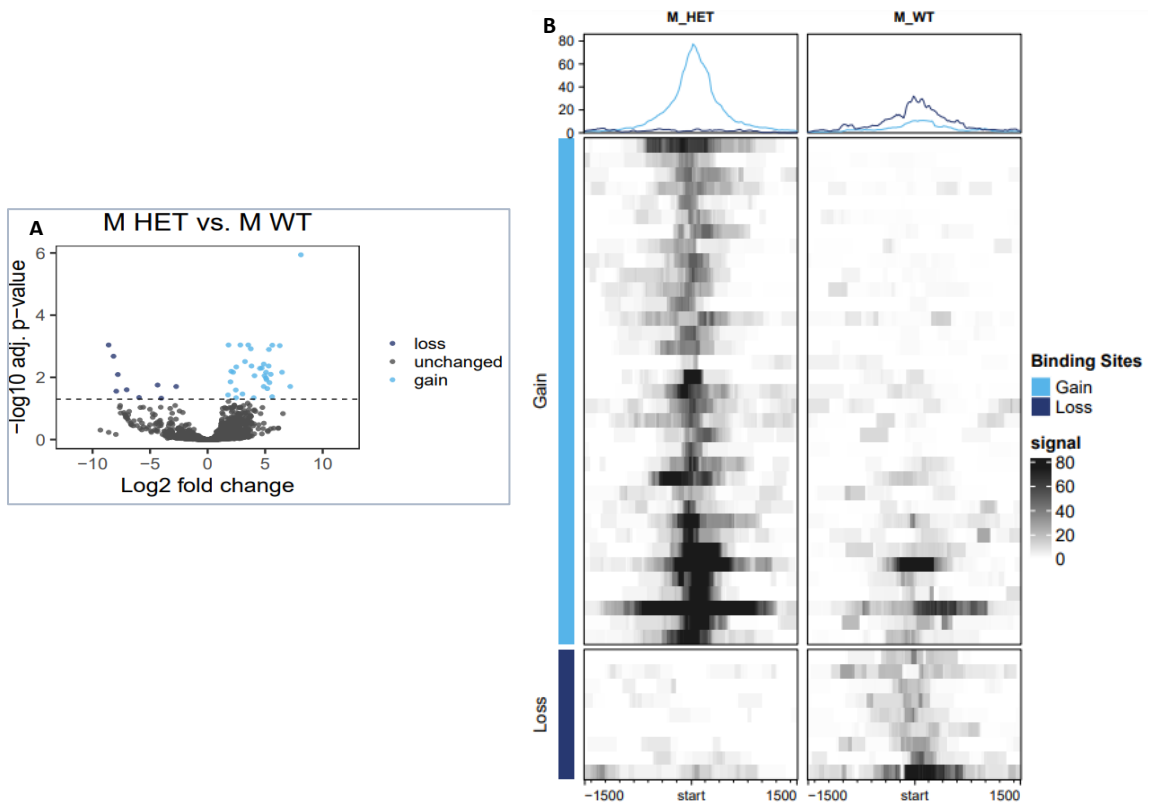 A
M HET vs. M WT
−log10 adj. p−value
6
4
2
0
−10
−5
0
5
10
Log2 fold change
loss
unchanged
gain
B
M_HET
M_WT
80
60
40
20
0
Gain
Loss
−1500
start
1500
−1500
start
1500
Binding Sites
Gain
Loss
signal
80
60
40
20
0